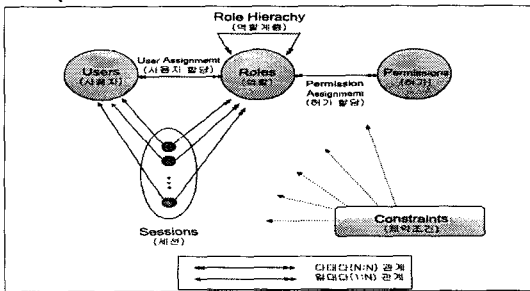 Role Hierachy
(역할계층)
User Assignment
(사용자 할당)
Users
(사용자)
Roles
(역할)
Permissions
(허가)
Permission
Assignment
(허가 할당)
Sessions
(세션)
Constraints
(제약조건)
다대다(N:N) 관계
일대다(1:N) 관계